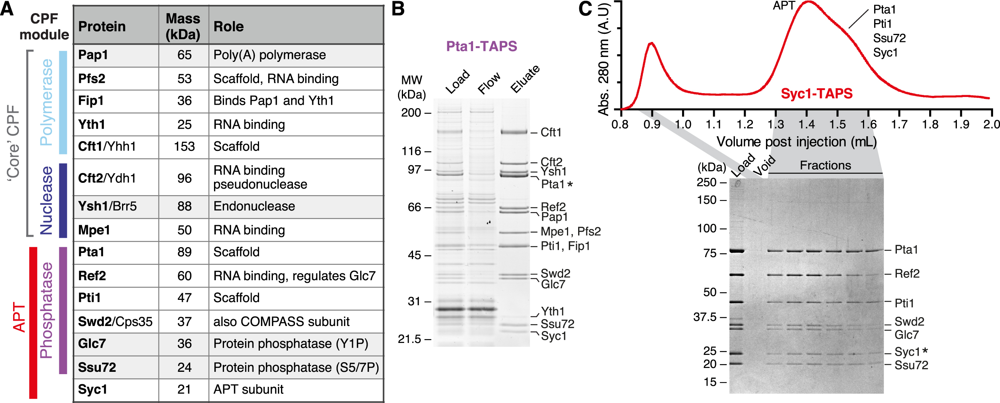 A
CPF
module
'Core' CPF
Polymerase
Nuclease
APT
Phosphatase
Protein Mass (kDa) Role
Pap1 65 Poly(A) polymerase
Pfs2 53 Scaffold, RNA binding
Fip1 36 Binds Pap1 and Yth1
Yth1 25 RNA binding
Cft1/Yhh1 153 Scaffold
Cft2/Ydh1 96 RNA binding pseudonuclease
Ysh1/Brr5 88 Endonuclease
Mpe1 50 RNA binding
Pta1 89 Scaffold
Ref2 60 RNA binding, regulates Glc7
Pti1 47 Scaffold
Swd2/Cps35 37 also COMPASS subunit
Glc7 36 Protein phosphatase (Y1P)
Ssu72 24 Protein phosphatase (S5/7P)
Syc1 21 APT subunit
B
Pta1-TAPS
MW
(kDa)
Load Flow Eluate
200
116
97
66
45
31
21.5
Cft1
Cft2
Ysh1
Pta1*
Ref2
Pap1
Mpe1, Pfs2
Pti1, Fip1
Swd2
Glc7
Yth1
Ssu72
Syc1
C
Abs. 280 nm (A.U)
APT
Pta1
Pti1
Ssu72
Syc1
Syc1-TAPS
0.8 0.9 1.0 1.1 1.2 1.3 1.4 1.5 1.6 1.7 1.8 1.9 2.0
Volume post injection (mL)
(kDa) Load Void Fractions
250
150
100
75
50
37.5
25
20
15
Pta1
Ref2
Pti1
Swd2
Glc7
Syc1*
Ssu72